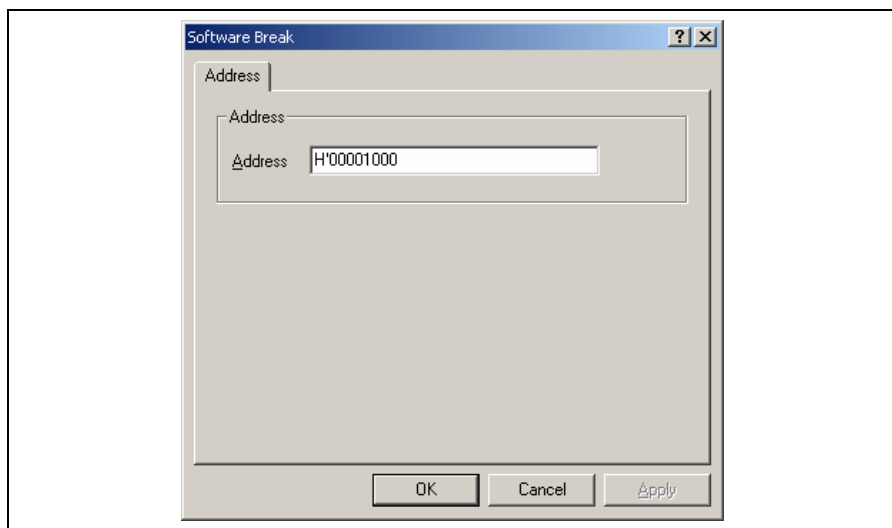 Software Break
Address
Address
Address H'00001000
OK Cancel Apply